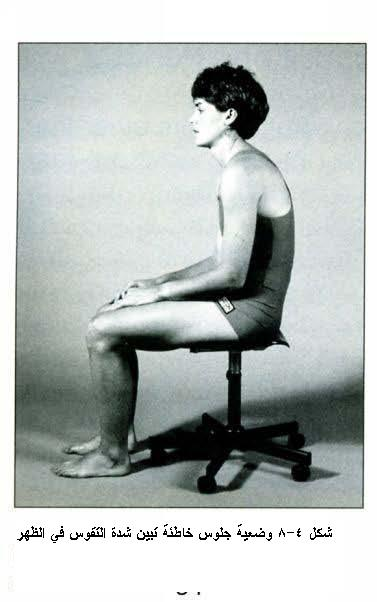 شكل ٤-٨ وضعية جلوس خاطئة تبين شدة التقوس في الظهر